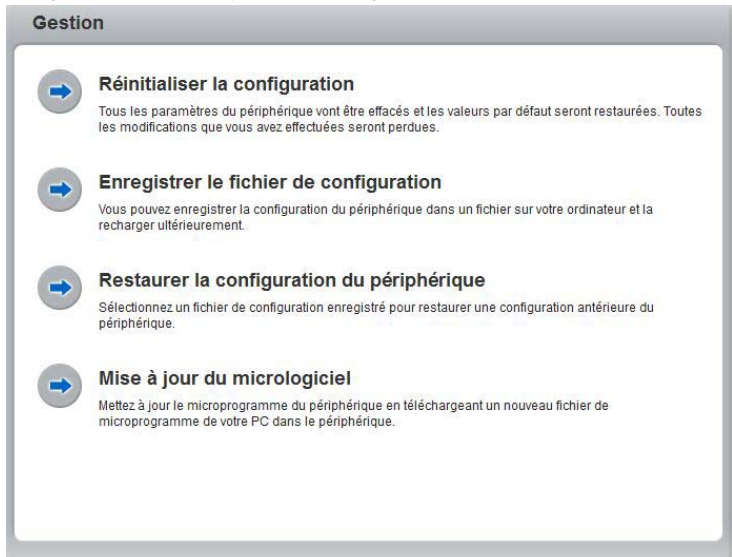 Gestion
Réinitialiser la configuration
Tous les paramètres du périphérique vont être effacés et les valeurs par défaut seront restaurées. Toutes
les modifications que vous avez effectuées seront perdues.
Enregistrer le fichier de configuration
Vous pouvez enregistrer la configuration du périphérique dans un fichier sur votre ordinateur et la
recharger ultérieurement.
Restaurer la configuration du périphérique
Sélectionnez un fichier de configuration enregistré pour restaurer une configuration antérieure du
périphérique.
Mise à jour du micrologiciel
Mettez à jour le microprogramme du périphérique en téléchargeant un nouveau fichier de
microprogramme de votre PC dans le périphérique.